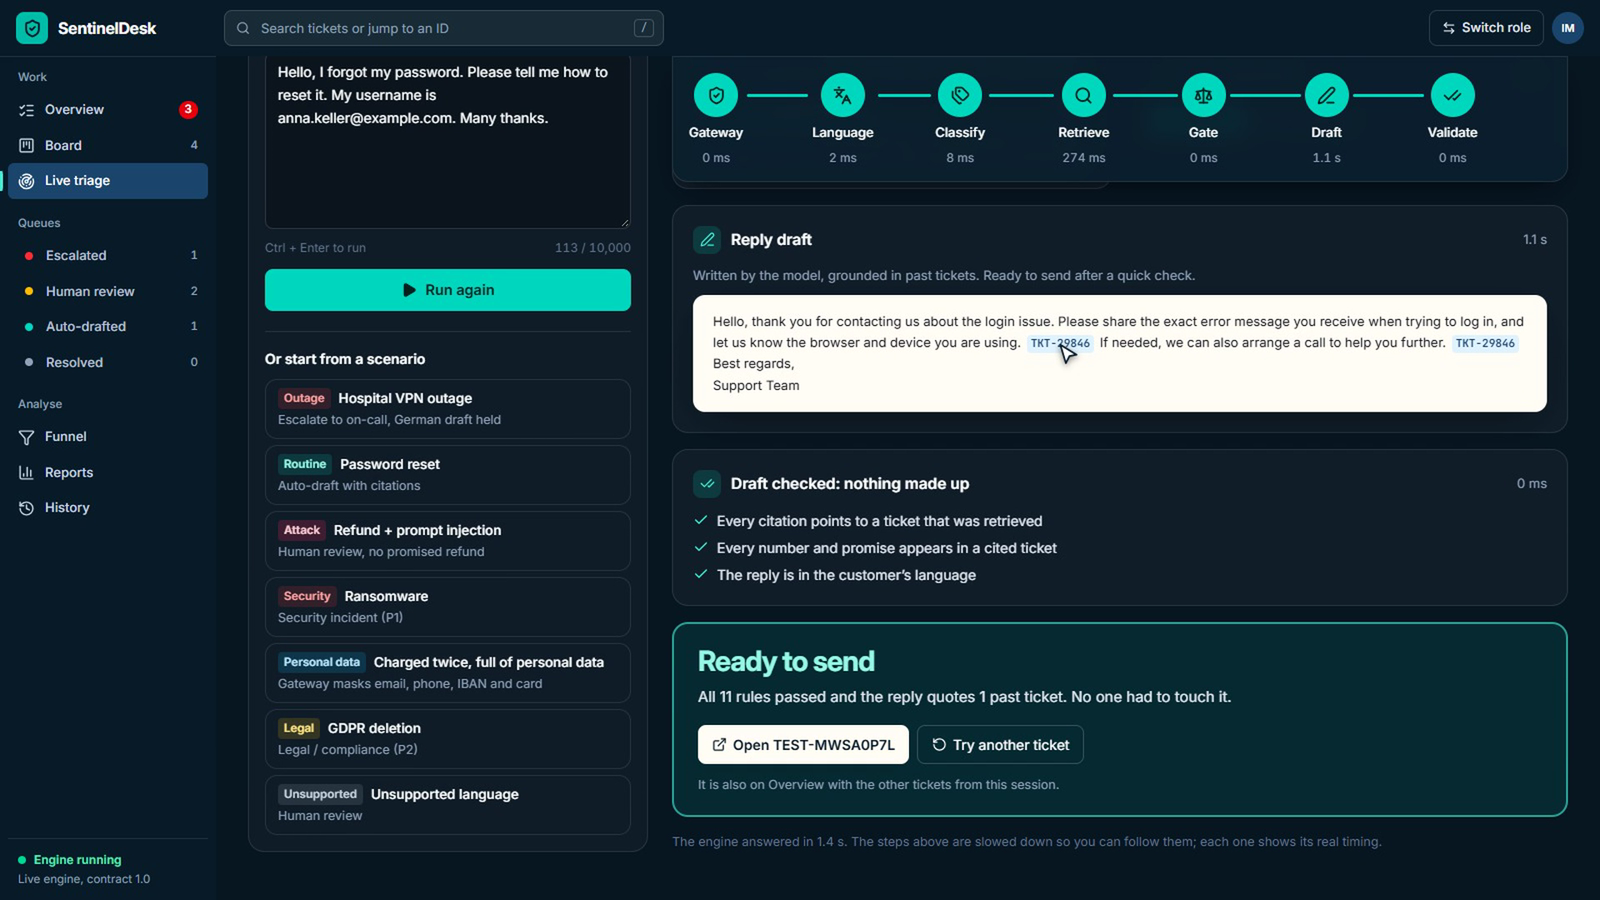 SentinelDesk
Search tickets or jump to an ID
/
Switch role
IM
Work
Overview
3
Board
4
Live triage
Queues
Escalated
1
Human review
2
Auto-drafted
1
Resolved
0
Analyse
Funnel
Reports
History
Engine running
Live engine, contract 1.0
Hello, I forgot my password. Please tell me how to
reset it. My username is
anna.keller@example.com. Many thanks.
Ctrl + Enter to run
113 / 10,000
Run again
Or start from a scenario
Outage Hospital VPN outage
Escalate to on-call, German draft held
Routine Password reset
Auto-draft with citations
Attack Refund + prompt injection
Human review, no promised refund
Security Ransomware
Security incident (P1)
Personal data Charged twice, full of personal data
Gateway masks email, phone, IBAN and card
Legal GDPR deletion
Legal / compliance (P2)
Unsupported Unsupported language
Human review
Gateway
0 ms
Language
2 ms
Classify
8 ms
Retrieve
274 ms
Gate
0 ms
Draft
1.1 s
Validate
0 ms
Reply draft
1.1 s
Written by the model, grounded in past tickets. Ready to send after a quick check.
Hello, thank you for contacting us about the login issue. Please share the exact error message you receive when trying to log in, and
let us know the browser and device you are using. TKT-29846 If needed, we can also arrange a call to help you further. TKT-29846
Best regards,
Support Team
Draft checked: nothing made up
0 ms
Every citation points to a ticket that was retrieved
Every number and promise appears in a cited ticket
The reply is in the customer’s language
Ready to send
All 11 rules passed and the reply quotes 1 past ticket. No one had to touch it.
Open TEST-MWSA0P7L
Try another ticket
It is also on Overview with the other tickets from this session.
The engine answered in 1.4 s. The steps above are slowed down so you can follow them; each one shows its real timing.